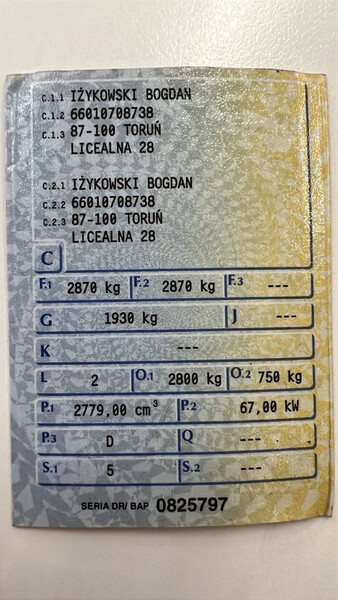 C.1.1 IŻYKOWSKI BOGDAN
C.1.2 66010708738
C.1.3 87-100 TORUŃ
LICEALNA 28
C.2.1 IŻYKOWSKI BOGDAN
C.2.2 66010708738
C.2.3 87-100 TORUŃ
LICEALNA 28
C
F.1 2870 kg F.2 2870 kg F.3 ---
G 1930 kg J ---
K ---
L 2 O.1 2800 kg O.2 750 kg
P.1 2779,00 cm³ P.2 67,00 kW
P.3 D Q ---
S.1 5 S.2 ---
SERIA DR/ BAP 0825797